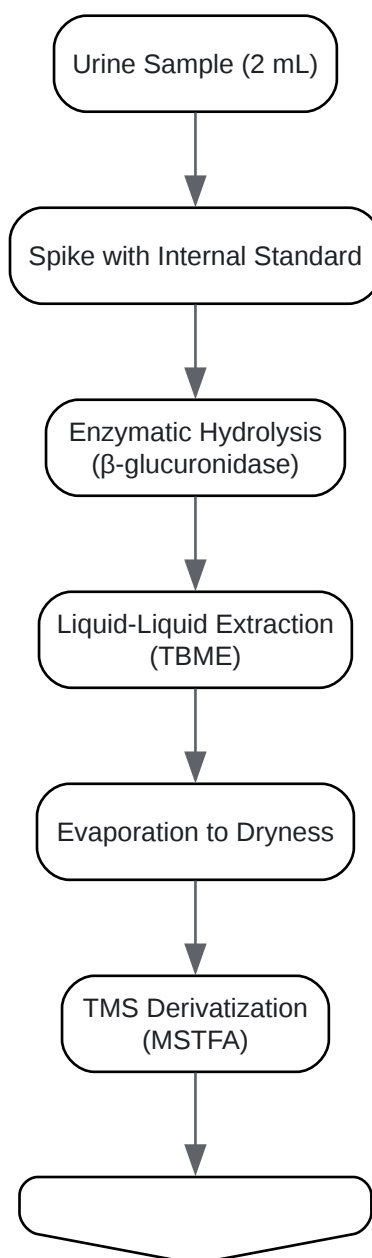 Urine Sample (2 mL)
Spike with Internal Standard
Enzymatic Hydrolysis
(β-glucuronidase)
Liquid-Liquid Extraction
(TBME)
Evaporation to Dryness
TMS Derivatization
(MSTFA)